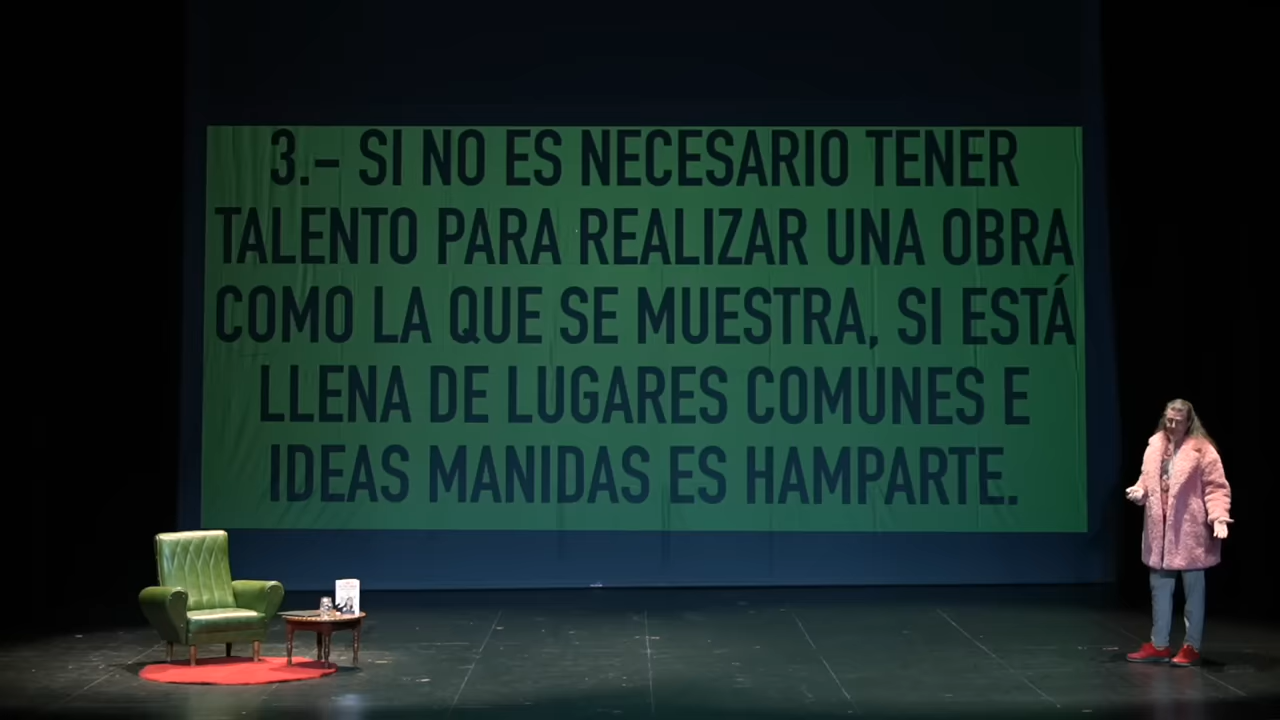 3.- SI NO ES NECESARIO TENER
TALENTO PARA REALIZAR UNA OBRA
COMO LA QUE SE MUESTRA, SI ESTÁ
LLENA DE LUGARES COMUNES E
IDEAS MANIDAS ES HAMPARTE.